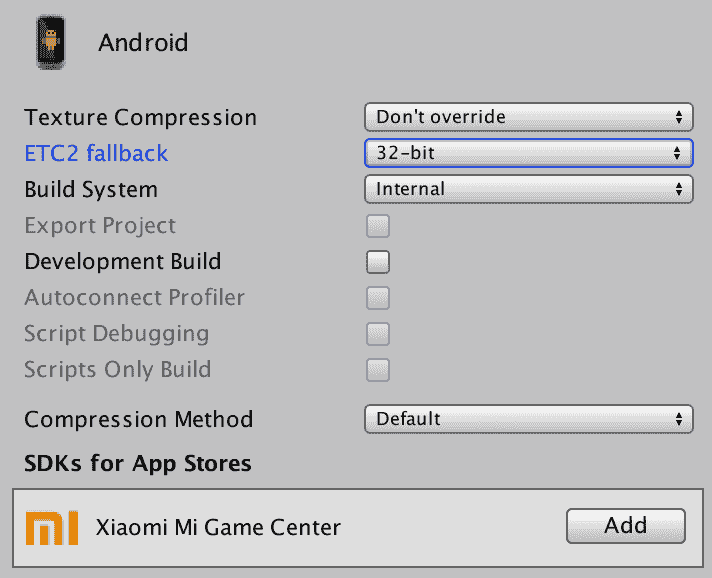 Android
Texture Compression Don't override
ETC2 fallback 32-bit
Build System Internal
Export Project
Development Build
Autoconnect Profiler
Script Debugging
Scripts Only Build
Compression Method Default
SDKs for App Stores
mi Xiaomi Mi Game Center Add